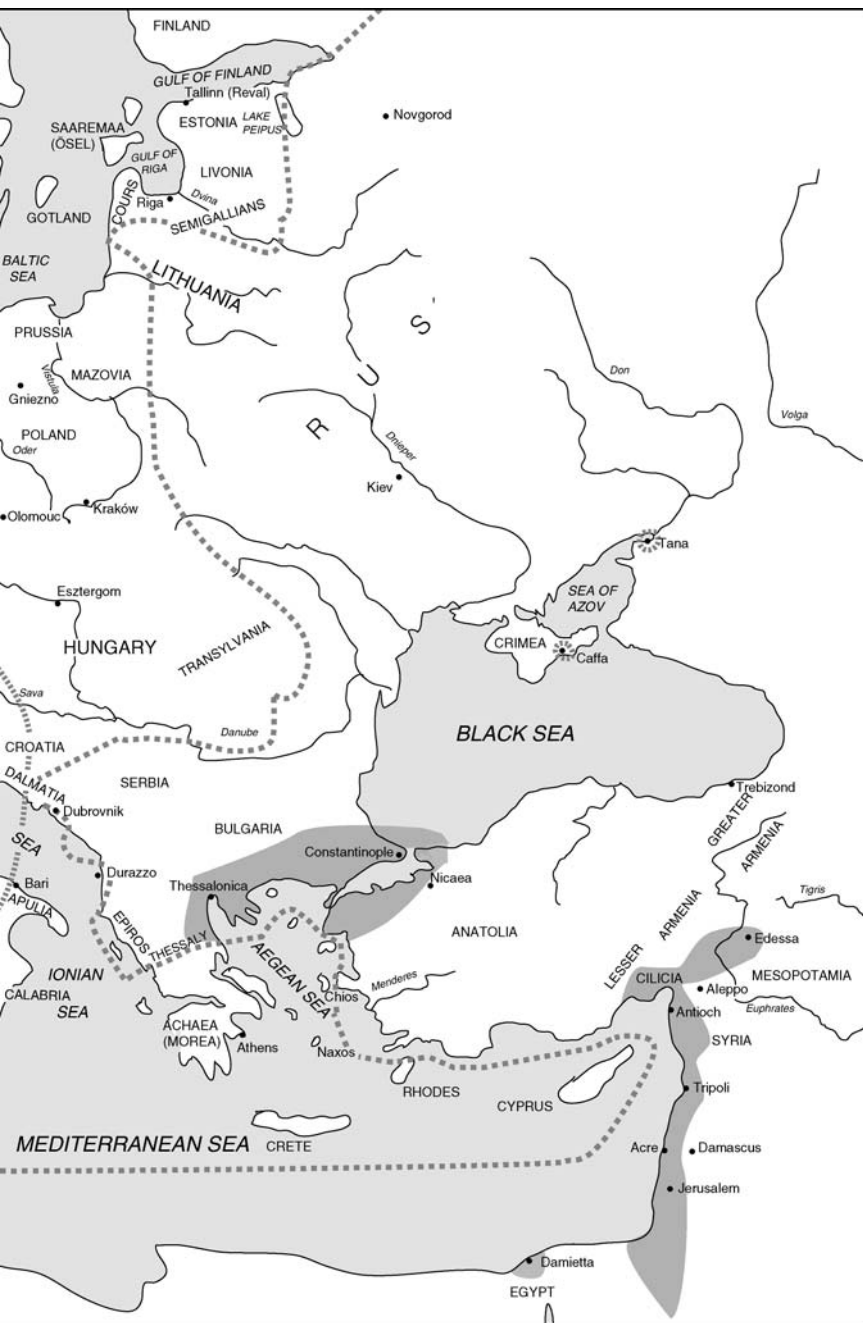 FINLAND
GULF OF FINLAND
Tallinn (Reval)
Novgorod
ESTONIA
LAKE
PEIPUS
SAAREMAA
(ÖSEL)
GULF OF
RIGA
LIVONIA
COURS
Riga
Dvina
SEMIGALLIANS
GOTLAND
BALTIC
SEA
LITHUANIA
RUS'
PRUSSIA
MAZOVIA
Vistula
Gniezno
Don
Volga
POLAND
Oder
Dnieper
Kiev
Kraków
Olomouc
Tana
Esztergom
SEA OF
AZOV
HUNGARY
TRANSYLVANIA
CRIMEA
Caffa
Sava
Danube
BLACK SEA
CROATIA
DALMATIA
SERBIA
Trebizond
Dubrovnik
GREATER
ARMENIA
BULGARIA
SEA
Constantinople
Durazzo
Thessalonica
Nicaea
Bari
APULIA
Tigris
EPIROS
THESSALY
ANATOLIA
LESSER
ARMENIA
Edessa
AEGEAN SEA
IONIAN
SEA
CALABRIA
Menderes
CILICIA
MESOPOTAMIA
Aleppo
Chios
Euphrates
Antioch
ACHAEA
(MOREA)
Athens
Naxos
SYRIA
RHODES
Tripoli
CYPRUS
MEDITERRANEAN SEA
CRETE
Acre
Damascus
Jerusalem
Damietta
EGYPT